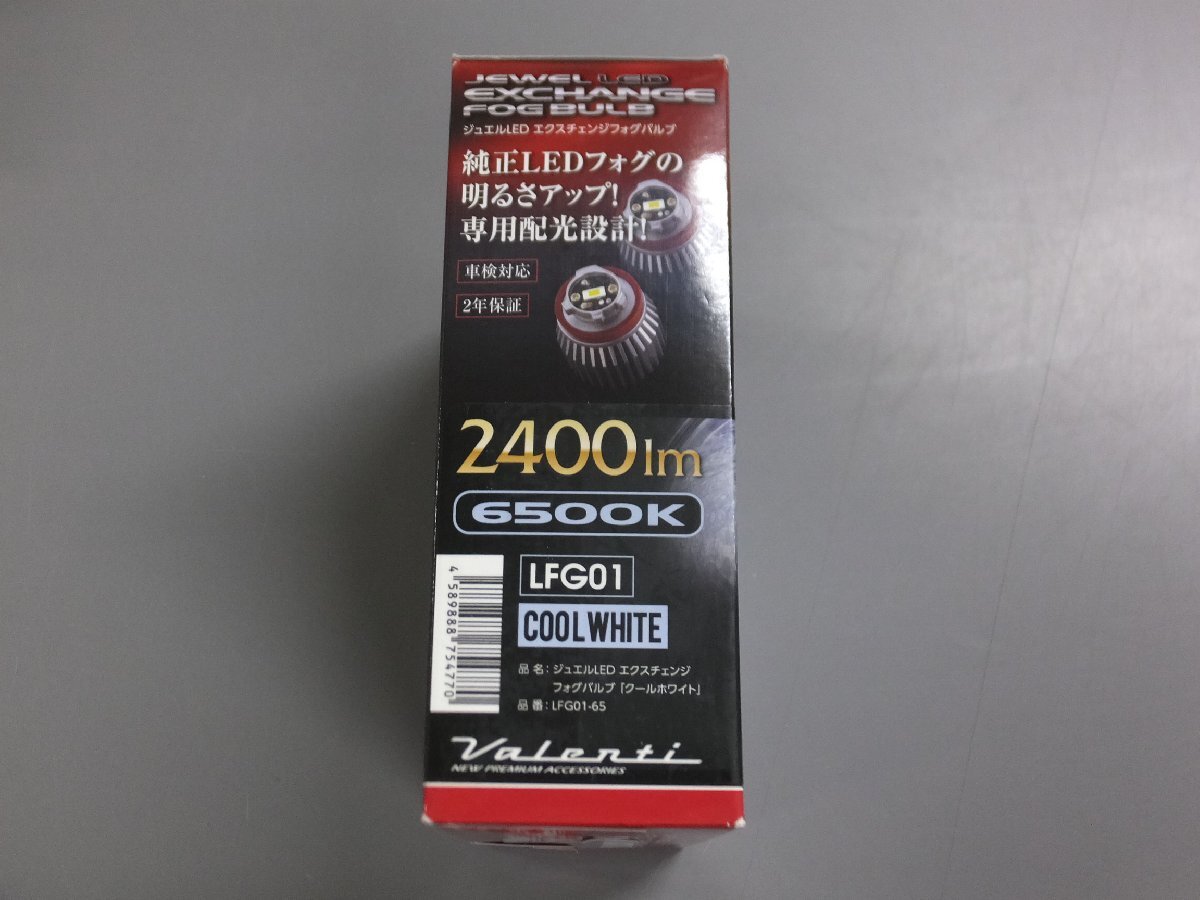 JEWEL LED
EXCHANGE
FOG BULB
ジュエルLED エクスチェンジフォグバルブ
純正LEDフォグの
明るさアップ!
専用配光設計!
車検対応
2年保証
2400lm
6500K
LFG01
COOL WHITE
4 589888 754770
品 名：ジュエルLED エクスチェンジ
フォグバルブ「クールホワイト」
品 番：LFG01-65
Valenti
NEW PREMIUM ACCESSORIES